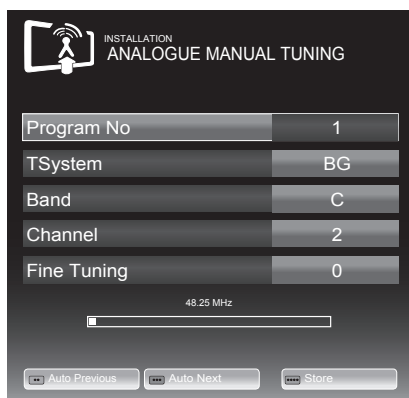 INSTALLATION
ANALOGUE MANUAL TUNING
Program No 1
TSystem BG
Band C
Channel 2
Fine Tuning 0
48.25 MHz
Auto Previous Auto Next Store